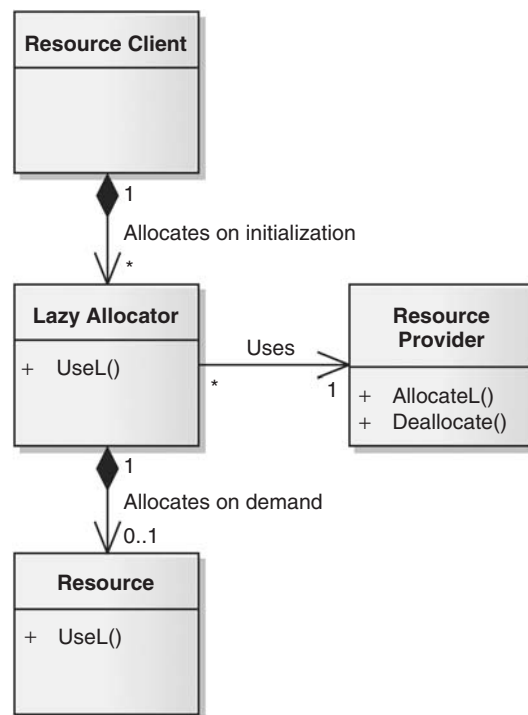 Resource Client
1
Allocates on initialization
*
Lazy Allocator
+ UseL()
Uses
*
1
Resource
Provider
+ AllocateL()
+ Deallocate()
1
Allocates on demand
0..1
Resource
+ UseL()